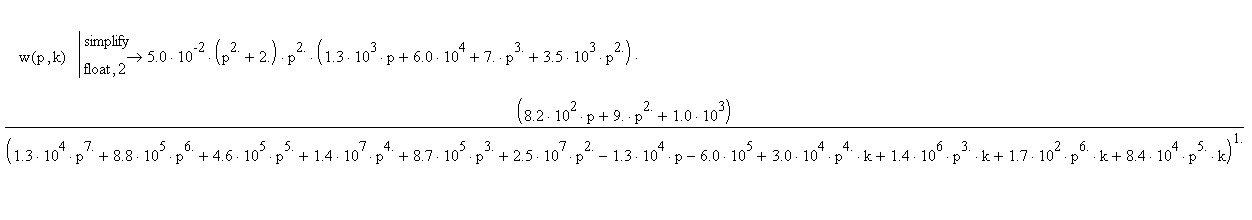 w(p,k) | simplify
float,2 → 5.0·10^-2·(p^2.+2.)·p^2.·(1.3·10^3·p+6.0·10^4+7.·p^3.+3.5·10^3·p^2.)·
(8.2·10^2·p+9.·p^2.+1.0·10^3)
(1.3·10^4·p^7.+8.8·10^5·p^6.+4.6·10^5·p^5.+1.4·10^7·p^4.+8.7·10^5·p^3.+2.5·10^7·p^2.−1.3·10^4·p−6.0·10^5+3.0·10^4·p^4.·k+1.4·10^6·p^3.·k+1.7·10^2·p^6.·k+8.4·10^4·p^5.·k)^1.